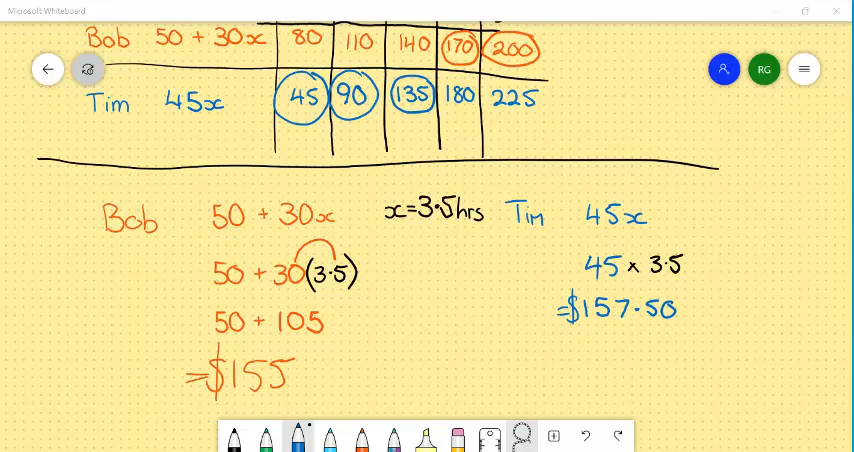 Microsoft Whiteboard
Bob 50 + 30x 80 110 140 170 200
RG
Tim 45x 45 90 135 180 225
Bob 50 + 30x x=3.5hrs Tim 45x
50 + 30(3.5) 45 x 3.5
50 + 105 =$157.50
=$155